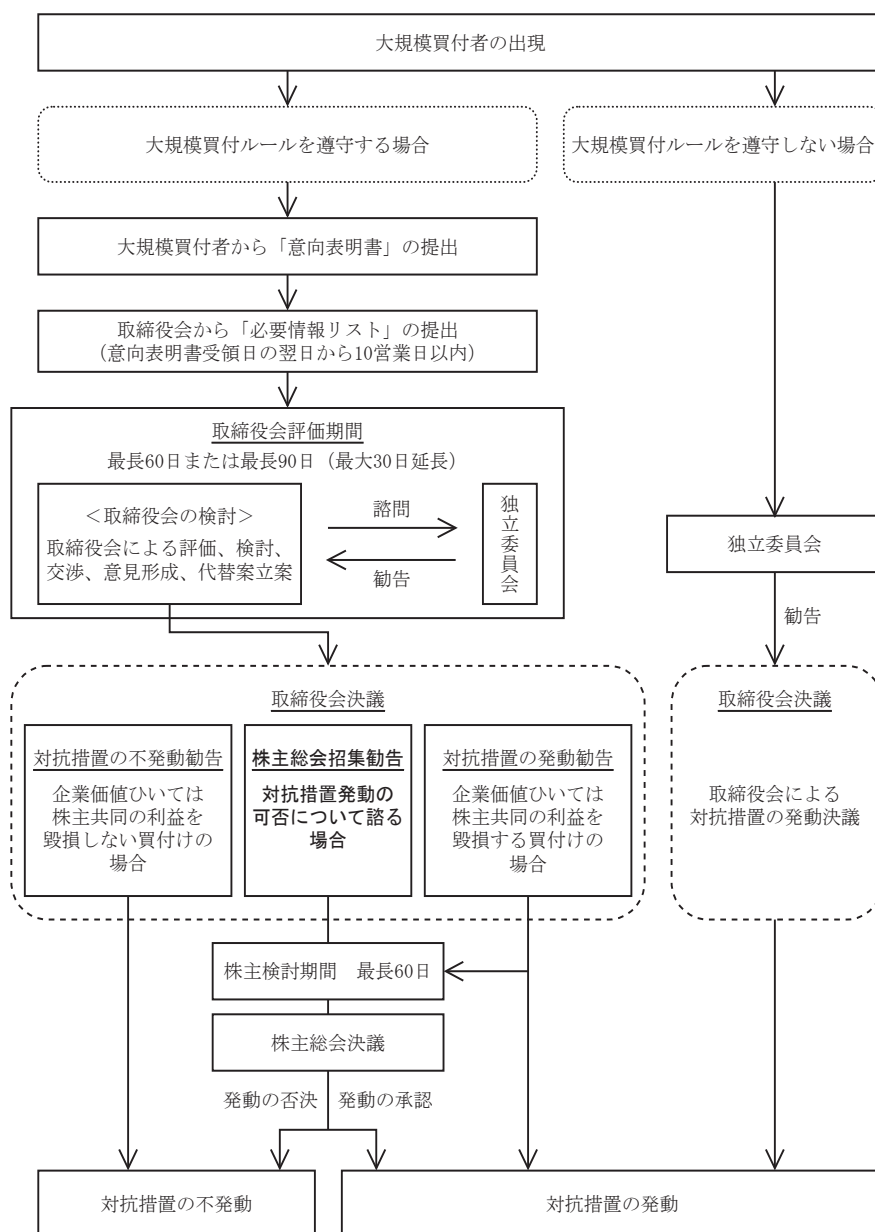 大規模買付者の出現
大規模買付ルールを遵守する場合
大規模買付ルールを遵守しない場合
大規模買付者から「意向表明書」の提出
取締役会から「必要情報リスト」の提出
(意向表明書受領日の翌日から10営業日以内)
取締役会評価期間
最長60日または最長90日(最大30日延長)
<取締役会の検討>
取締役会による評価、検討、
交渉、意見形成、代替案立案
諮問
勧告
独立委員会
独立委員会
勧告
取締役会決議
対抗措置の不発動勧告
企業価値ひいては
株主共同の利益を
毀損しない買付けの
場合
株主総会招集勧告
対抗措置発動の
可否について諮る
場合
対抗措置の発動勧告
企業価値ひいては
株主共同の利益を
毀損する買付けの
場合
取締役会決議
取締役会による
対抗措置の発動決議
株主検討期間 最長60日
株主総会決議
発動の否決
発動の承認
対抗措置の不発動
対抗措置の発動